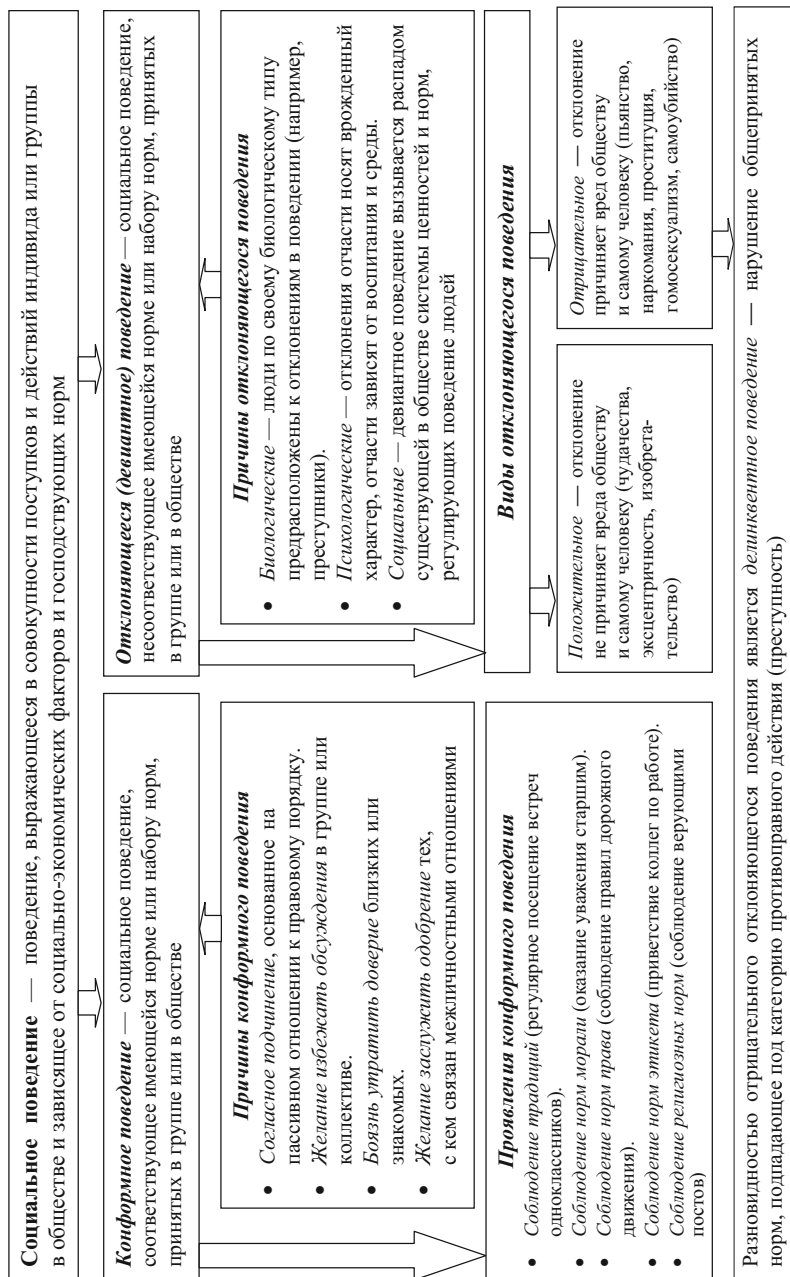 Социальное поведение — поведение, выражающееся в совокупности поступков и действий индивида или группы
в обществе и зависящее от социально-экономических факторов и господствующих норм
Конформное поведение — социальное поведение,
соответствующее имеющейся норме или набору норм,
принятых в группе или в обществе
Причины конформного поведения
• Согласное подчинение, основанное на
пассивном отношении к правовому порядку.
• Желание избежать обсуждения в группе или
коллективе.
• Боязнь утратить доверие близких или
знакомых.
• Желание заслужить одобрение тех,
с кем связан межличностными отношениями
Проявления конформного поведения
• Соблюдение традиций (регулярное посещение встреч
одноклассников).
• Соблюдение норм морали (оказание уважения старшим).
• Соблюдение норм права (соблюдение правил дорожного
движения).
• Соблюдение норм этикета (приветствие коллег по работе).
• Соблюдение религиозных норм (соблюдение верующими
постов)
Отклоняющееся (девиантное) поведение — социальное поведение,
несоответствующее имеющейся норме или набору норм, принятых
в группе или в обществе
Причины отклоняющегося поведения
• Биологические — люди по своему биологическому типу
предрасположены к отклонениям в поведении (например,
преступники).
• Психологические — отклонения отчасти носят врожденный
характер, отчасти зависят от воспитания и среды.
• Социальные — девиантное поведение вызывается распадом
существующей в обществе системы ценностей и норм,
регулирующих поведение людей
Виды отклоняющегося поведения
Положительное — отклонение
не причиняет вреда обществу
и самому человеку (чудачества,
эксцентричность, изобрета-
тельство)
Отрицательное — отклонение
причиняет вред обществу
и самому человеку (пьянство,
наркомания, проституция,
гомосексуализм, самоубийство)
Разновидностью отрицательного отклоняющегося поведения является делинквентное поведение — нарушение общепринятых
норм, подпадающее под категорию противоправного действия (преступность)